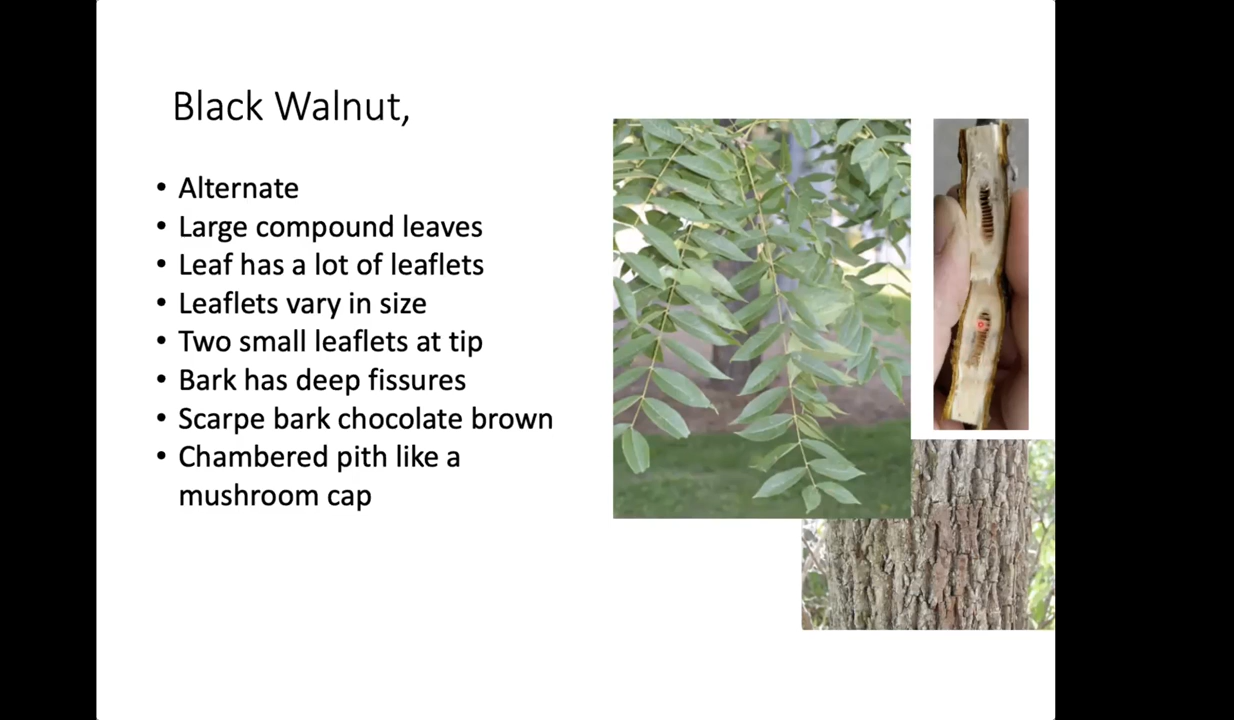 Black Walnut,
• Alternate
• Large compound leaves
• Leaf has a lot of leaflets
• Leaflets vary in size
• Two small leaflets at tip
• Bark has deep fissures
• Scarpe bark chocolate brown
• Chambered pith like a
mushroom cap